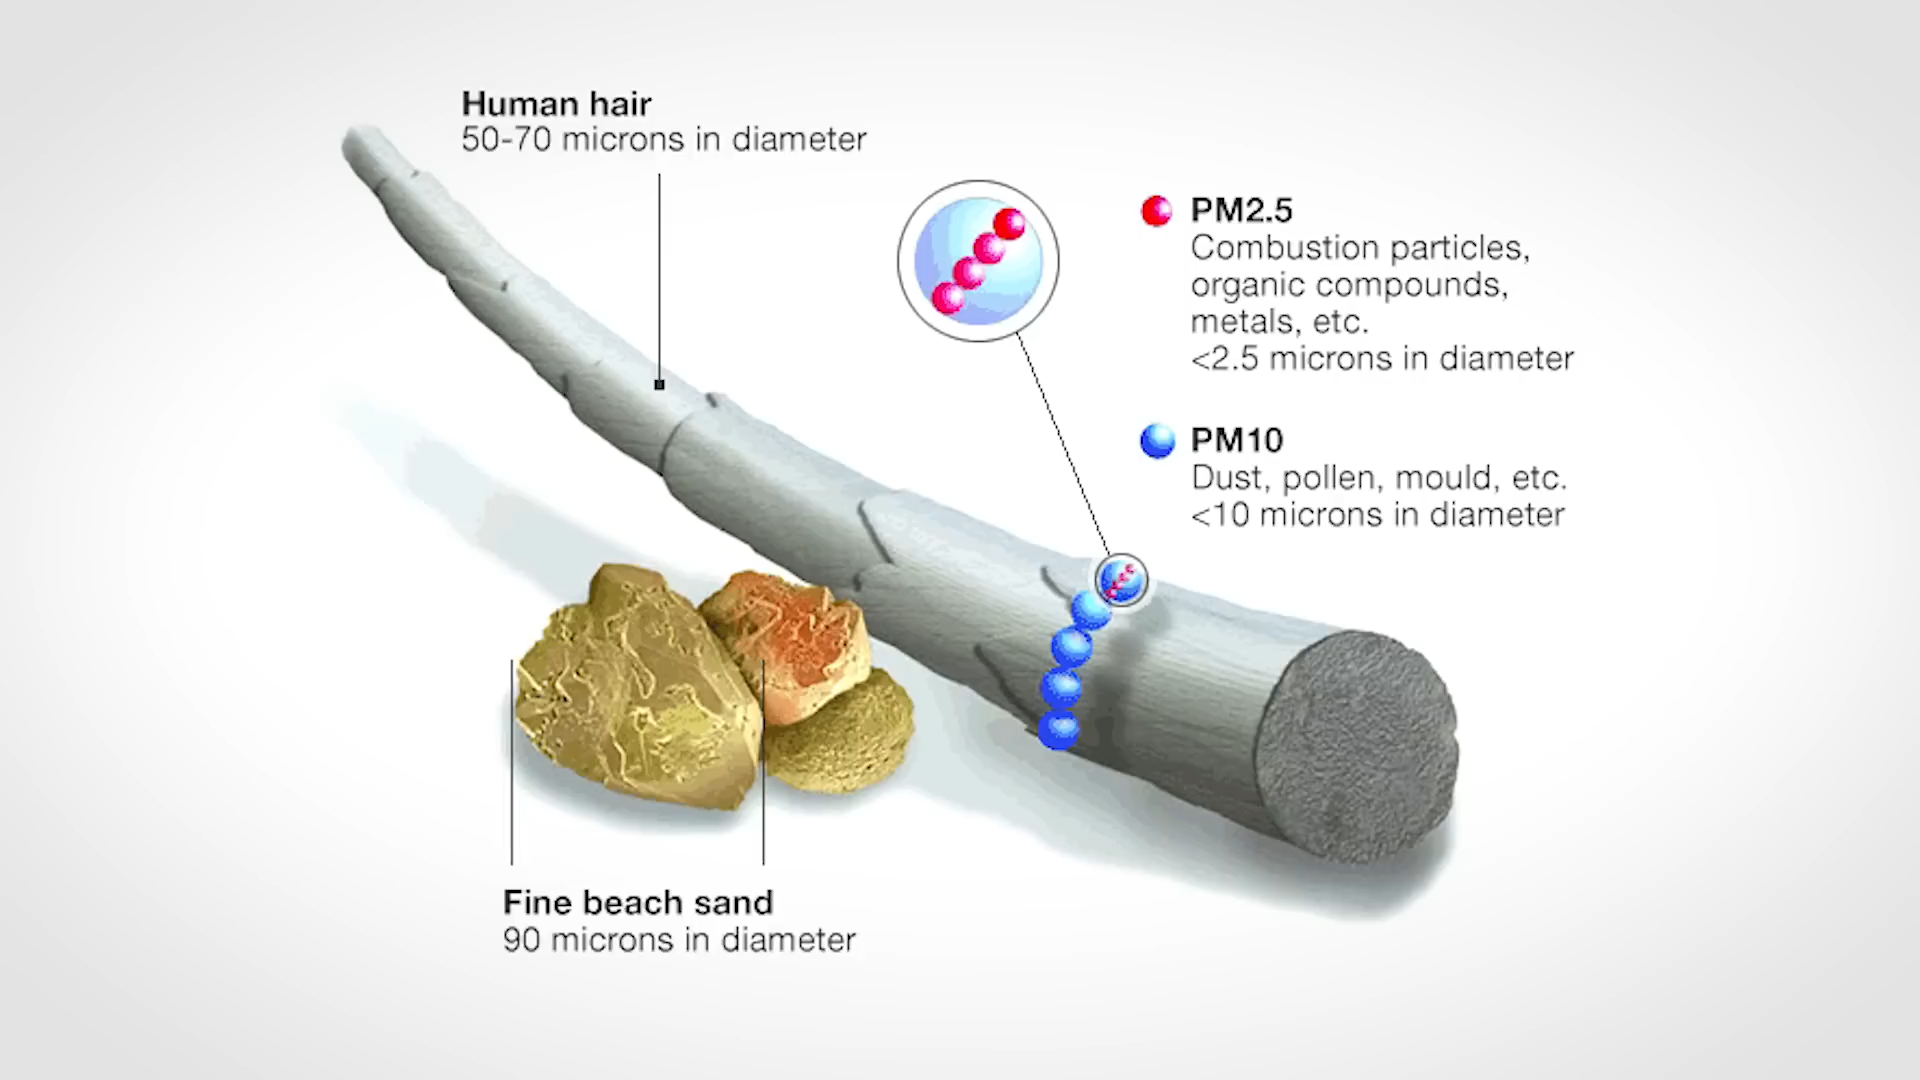 Human hair
50-70 microns in diameter
PM2.5
Combustion particles,
organic compounds,
metals, etc.
<2.5 microns in diameter
PM10
Dust, pollen, mould, etc.
<10 microns in diameter
Fine beach sand
90 microns in diameter